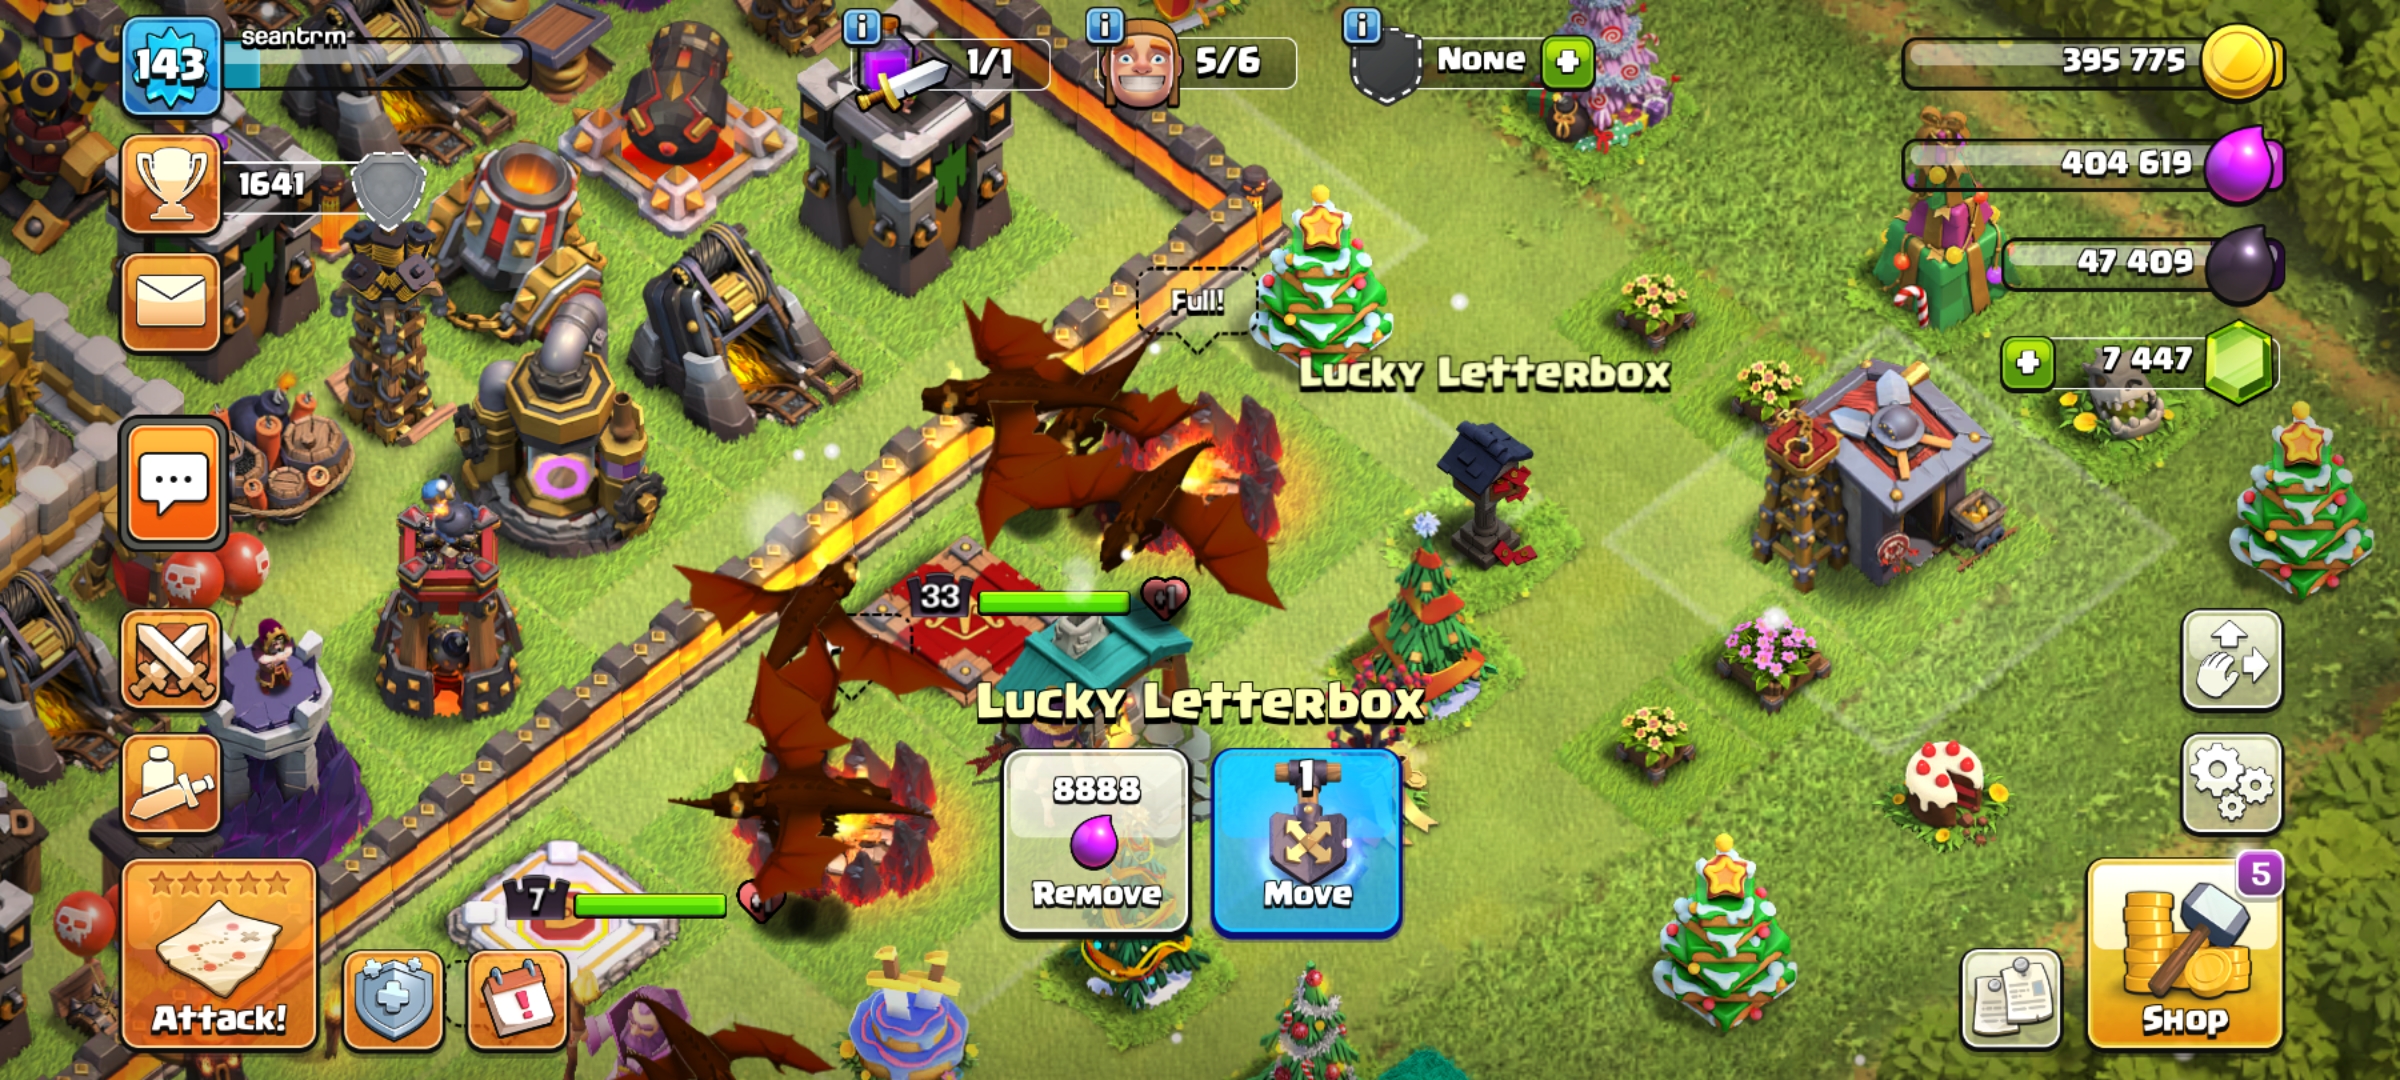 143
seantrm
1/1
5/6
None
395 775
1641
404 619
47 409
Full!
7 447
Lucky Letterbox
33
+1
Lucky Letterbox
8888
Remove
1
Move
7
5
Attack!
Shop